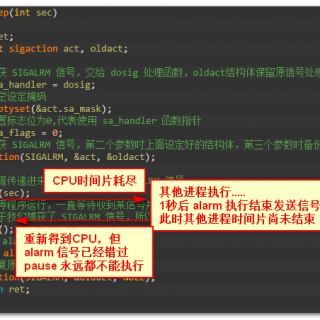 ep(int sec)
et;
t sigaction act, oldact;
获 SIGALRM 信号，交给 dosig 处理函数，oldact结构体保留原信号处理
a_handler = dosig;
空设定掩码
ptyset(&act.sa_mask);
置标志位为0,代表使用 sa_handler 函数指针
a_flags = 0;
获 SIGALRM 信号，第二个参数时上面设定好的结构体，第三个参数时备份
tion(SIGALRM, &act, &oldact);
CPU时间片耗尽
(sec);
其他进程执行.....
1秒后 alarm 执行结束发送信号
此时其他进程时间片尚未结束
重新得到CPU，但
alarm 信号已经错过
pause 永远都不能执行
n ret;